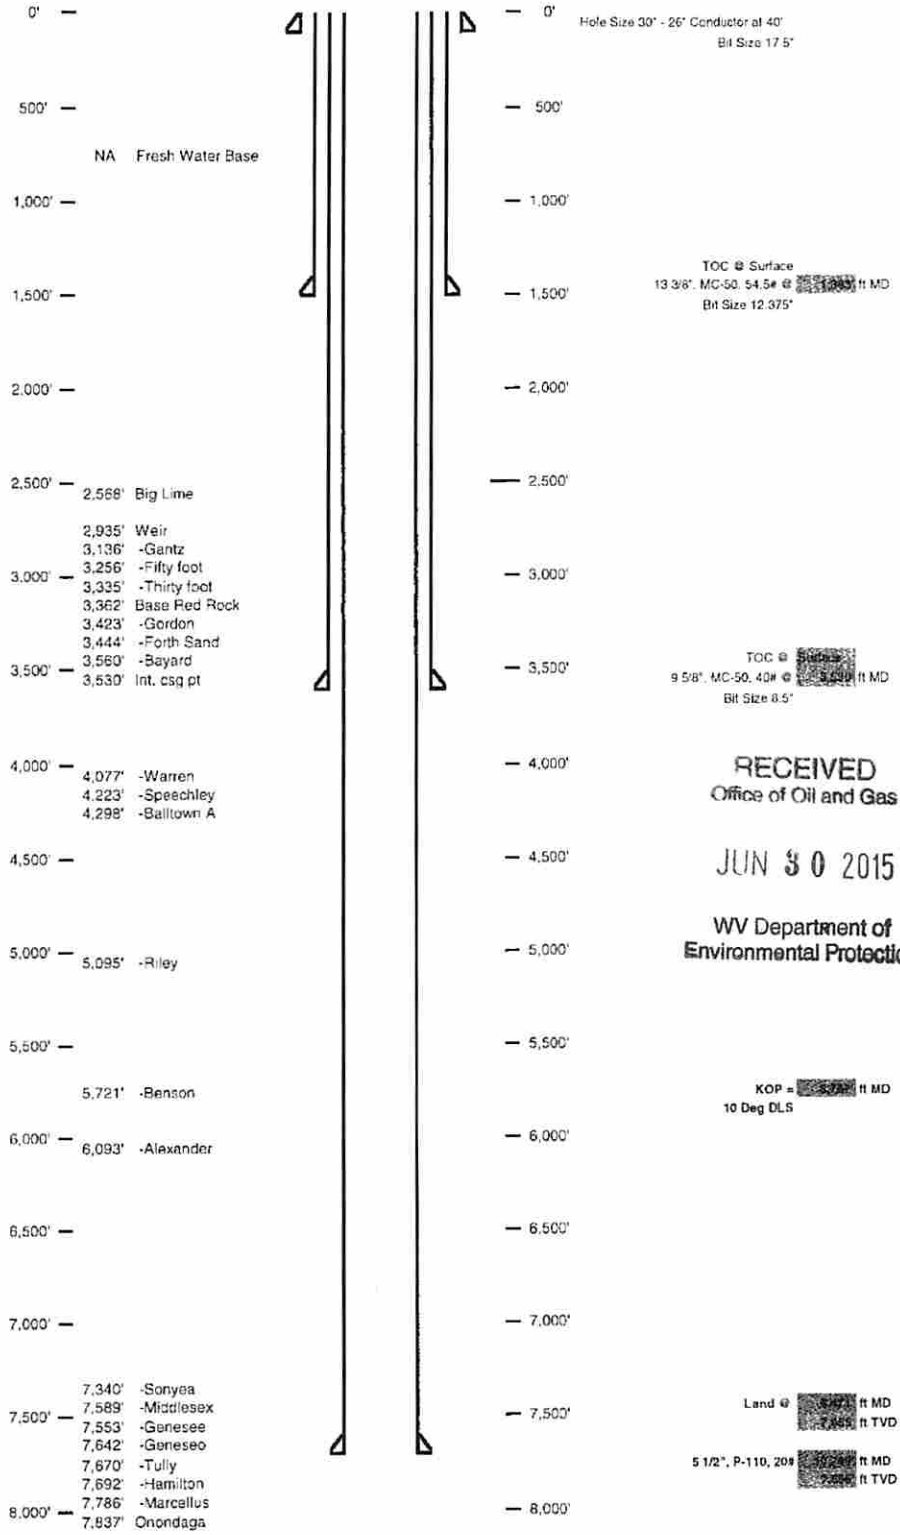 0'
0'
Hole Size 30" - 26" Conductor at 40'
Bit Size 17.5"
500'
500'
NA Fresh Water Base
1,000'
1,000'
TOC @ Surface
13 3/8", MC-50, 54.5# @ ft MD
1,500'
1,500'
Bit Size 12.375"
2,000'
2,000'
2,500'
2,500'
2,568' Big Lime
2,935' Weir
3,136' -Gantz
3,256' -Fifty foot
3,000'
3,000'
3,335' -Thirty foot
3,362' Base Red Rock
3,423' -Gordon
3,444' -Forth Sand
3,560' -Bayard
TOC @ Surface
3,500'
3,500'
3,530' Int. csg pt
9 5/8", MC-50, 40# @ 3,530 ft MD
Bit Size 8.5"
4,000'
4,000'
4,077' -Warren
4,223' -Speechley
4,298' -Balltown A
RECEIVED
Office of Oil and Gas
4,500'
4,500'
JUN 30 2015
5,000'
5,000'
5,095' -Riley
WV Department of
Environmental Protectio
5,500'
5,500'
5,721' -Benson
KOP = ft MD
10 Deg DLS
6,000'
6,000'
6,093' -Alexander
6,500'
6,500'
7,000'
7,000'
7,340' -Sonyea
7,589' -Middlesex
Land @ ft MD
7,500'
7,500'
7,553' -Genesee
ft TVD
7,642' -Geneseo
7,670' -Tully
5 1/2", P-110, 20# ft MD
7,692' -Hamilton
ft TVD
7,786' -Marcellus
8,000'
8,000'
7,837' Onondaga